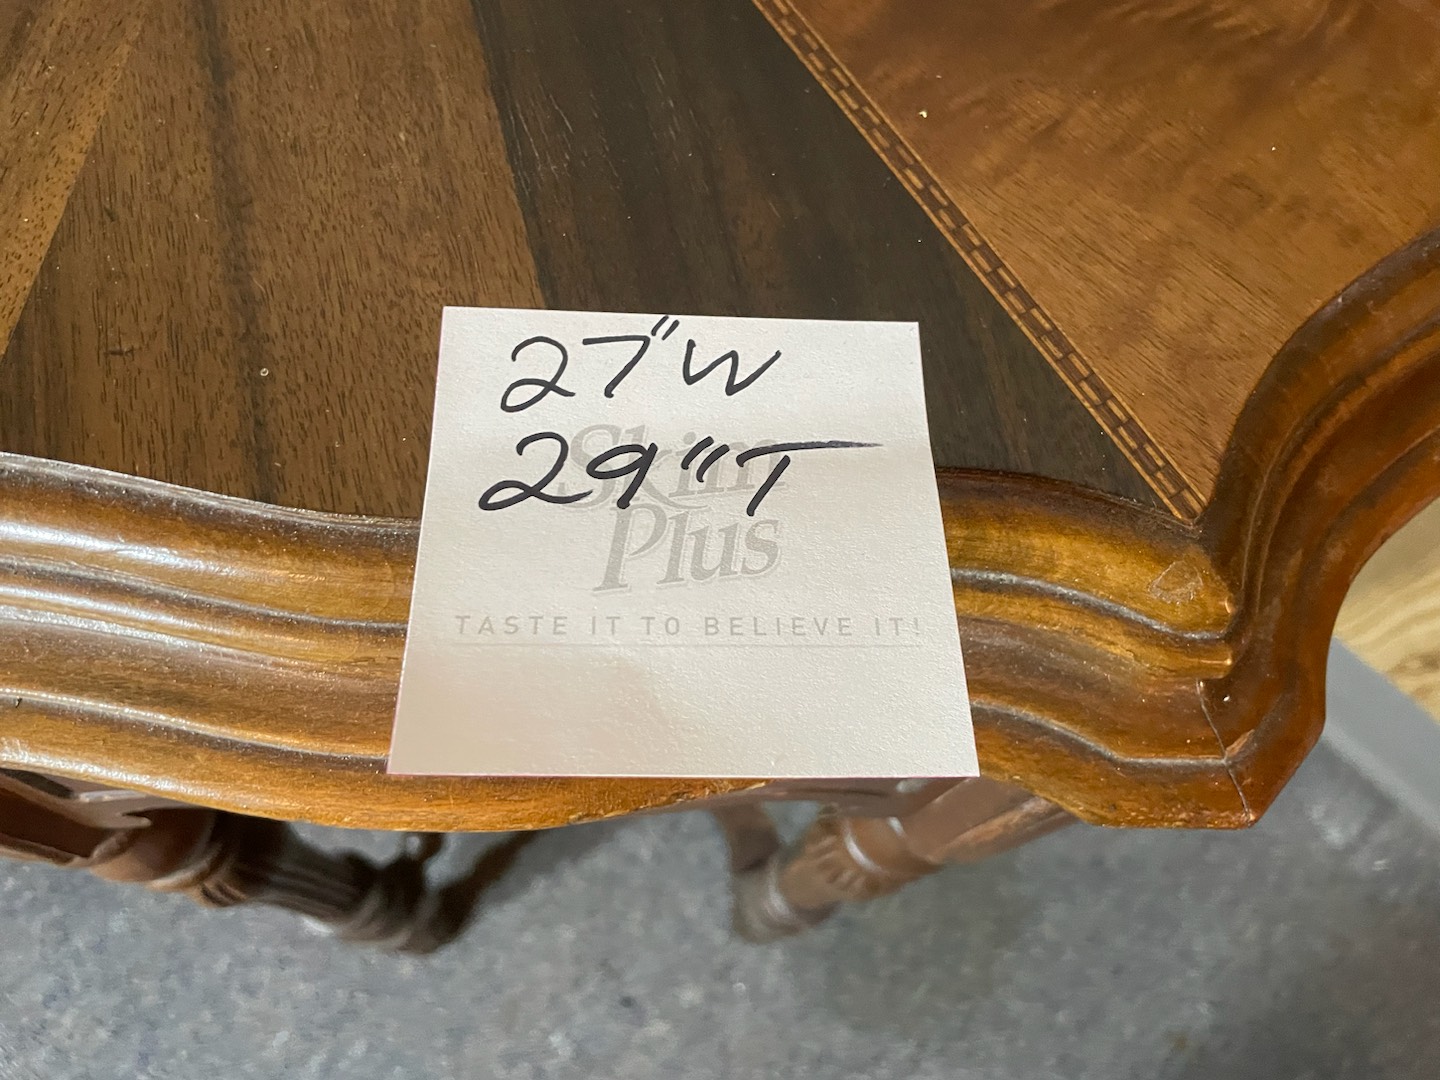 27"W
29"T
Skim
Plus
TASTE IT TO BELIEVE IT!